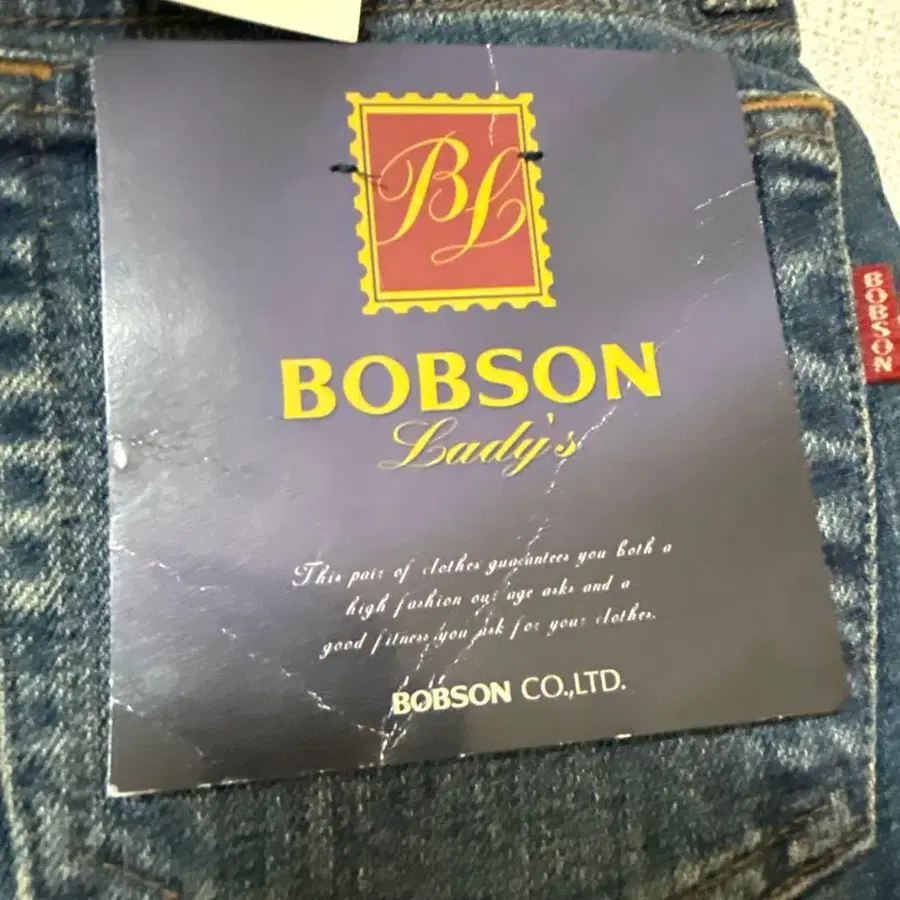 BL
BOBSON
Lady's
This pair of clothes guarantees you both a
high fashion our age asks and a
good fitness you ask for your clothes.
BOBSON CO.,LTD.
BOBSON